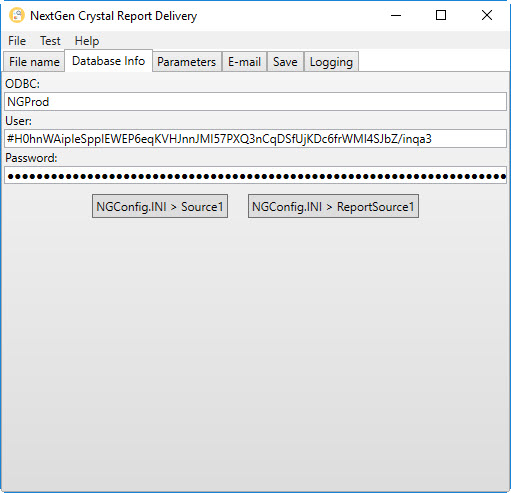 NextGen Crystal Report Delivery
File Test Help
File name Database Info Parameters E-mail Save Logging
ODBC:
NGProd
User:
#H0hnWAipleSpplEWEP6eqKVHJnnJMI57PXQ3nCqDSfUjKDc6frWMI4SJbZ/inqa3
Password:
NGConfig.INI > Source1 NGConfig.INI > ReportSource1